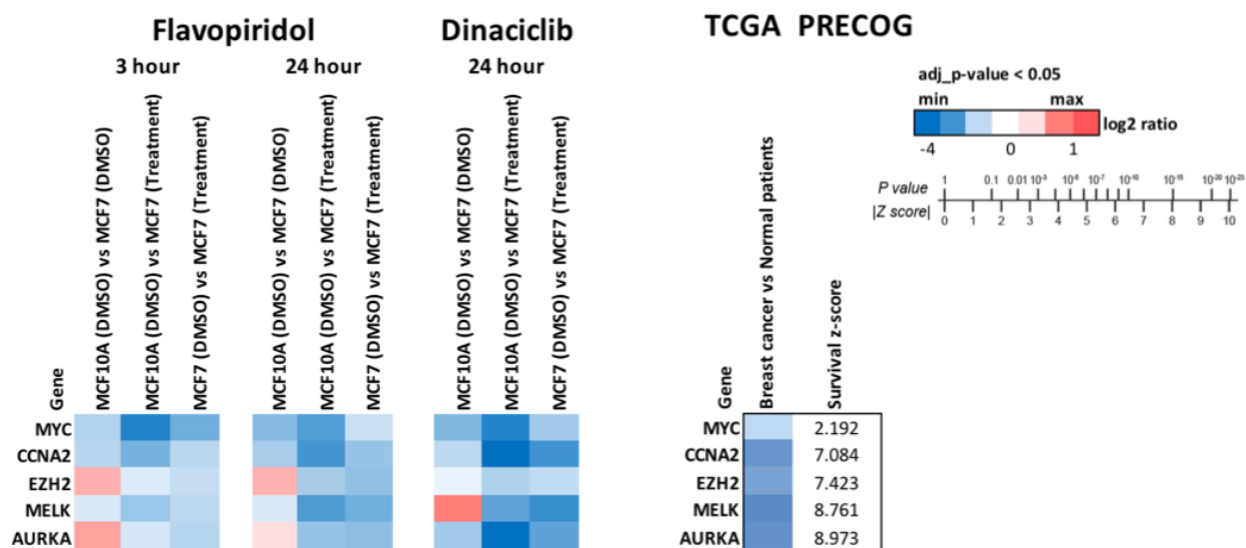 Flavopiridol Dinaciclib TCGA PRECOG
3 hour 24 hour 24 hour
adj_p-value < 0.05
min max
log2 ratio
-4 0 1
P value 1 0.1 0.01 10-3 10-6 10-7 10-10 10-15 10-20 10-23
|Z score| 0 1 2 3 4 5 6 7 8 9 10
Gene
MCF10A (DMSO) vs MCF7 (DMSO)
MCF10A (DMSO) vs MCF7 (Treatment)
MCF7 (DMSO) vs MCF7 (Treatment)
MCF10A (DMSO) vs MCF7 (DMSO)
MCF10A (DMSO) vs MCF7 (Treatment)
MCF7 (DMSO) vs MCF7 (Treatment)
MCF10A (DMSO) vs MCF7 (DMSO)
MCF10A (DMSO) vs MCF7 (Treatment)
MCF7 (DMSO) vs MCF7 (Treatment)
Gene
Breast cancer vs Normal patients
Survival z-score
MYC MYC 2.192
CCNA2 CCNA2 7.084
EZH2 EZH2 7.423
MELK MELK 8.761
AURKA AURKA 8.973